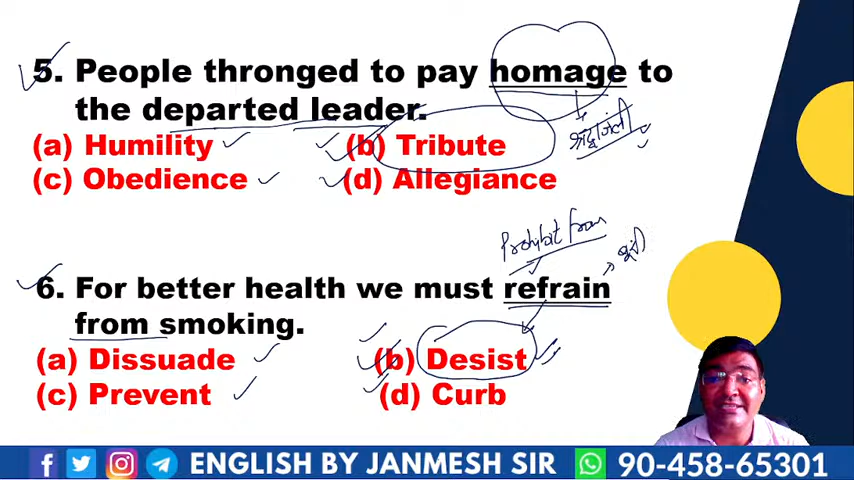 5. People thronged to pay homage to
the departed leader.
श्रद्धांजली
(a) Humility (b) Tribute
(c) Obedience (d) Allegiance
Prohibit from
6. For better health we must refrain
from smoking.
(a) Dissuade (b) Desist
(c) Prevent (d) Curb
ENGLISH BY JANMESH SIR 90-458-65301